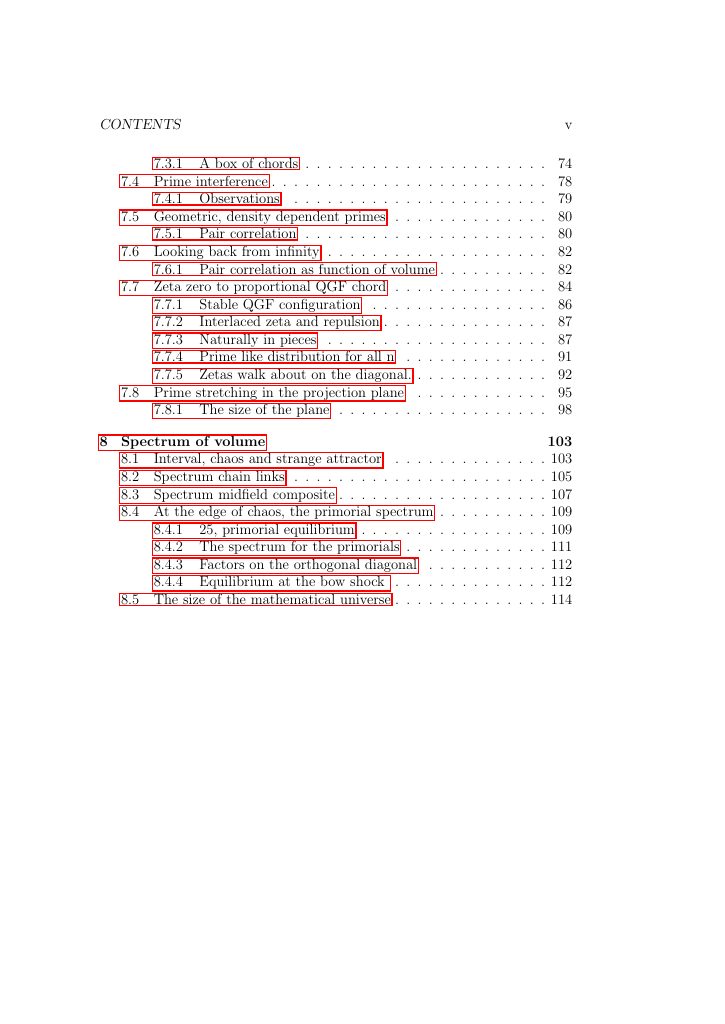 CONTENTS v
7.3.1 A box of chords . . . . . . . . . . . . . . . . . . . . . . 74
7.4 Prime interference . . . . . . . . . . . . . . . . . . . . . . . . . 78
7.4.1 Observations . . . . . . . . . . . . . . . . . . . . . . . 79
7.5 Geometric, density dependent primes . . . . . . . . . . . . . . 80
7.5.1 Pair correlation . . . . . . . . . . . . . . . . . . . . . . 80
7.6 Looking back from infinity . . . . . . . . . . . . . . . . . . . . 82
7.6.1 Pair correlation as function of volume . . . . . . . . . . 82
7.7 Zeta zero to proportional QGF chord . . . . . . . . . . . . . . 84
7.7.1 Stable QGF configuration . . . . . . . . . . . . . . . . 86
7.7.2 Interlaced zeta and repulsion . . . . . . . . . . . . . . . 87
7.7.3 Naturally in pieces . . . . . . . . . . . . . . . . . . . . 87
7.7.4 Prime like distribution for all n . . . . . . . . . . . . . 91
7.7.5 Zetas walk about on the diagonal. . . . . . . . . . . . . 92
7.8 Prime stretching in the projection plane . . . . . . . . . . . . 95
7.8.1 The size of the plane . . . . . . . . . . . . . . . . . . . 98
8 Spectrum of volume 103
8.1 Interval, chaos and strange attractor . . . . . . . . . . . . . . 103
8.2 Spectrum chain links . . . . . . . . . . . . . . . . . . . . . . . 105
8.3 Spectrum midfield composite . . . . . . . . . . . . . . . . . . . 107
8.4 At the edge of chaos, the primorial spectrum . . . . . . . . . . 109
8.4.1 25, primorial equilibrium . . . . . . . . . . . . . . . . . 109
8.4.2 The spectrum for the primorials . . . . . . . . . . . . . 111
8.4.3 Factors on the orthogonal diagonal . . . . . . . . . . . 112
8.4.4 Equilibrium at the bow shock . . . . . . . . . . . . . . 112
8.5 The size of the mathematical universe . . . . . . . . . . . . . . 114